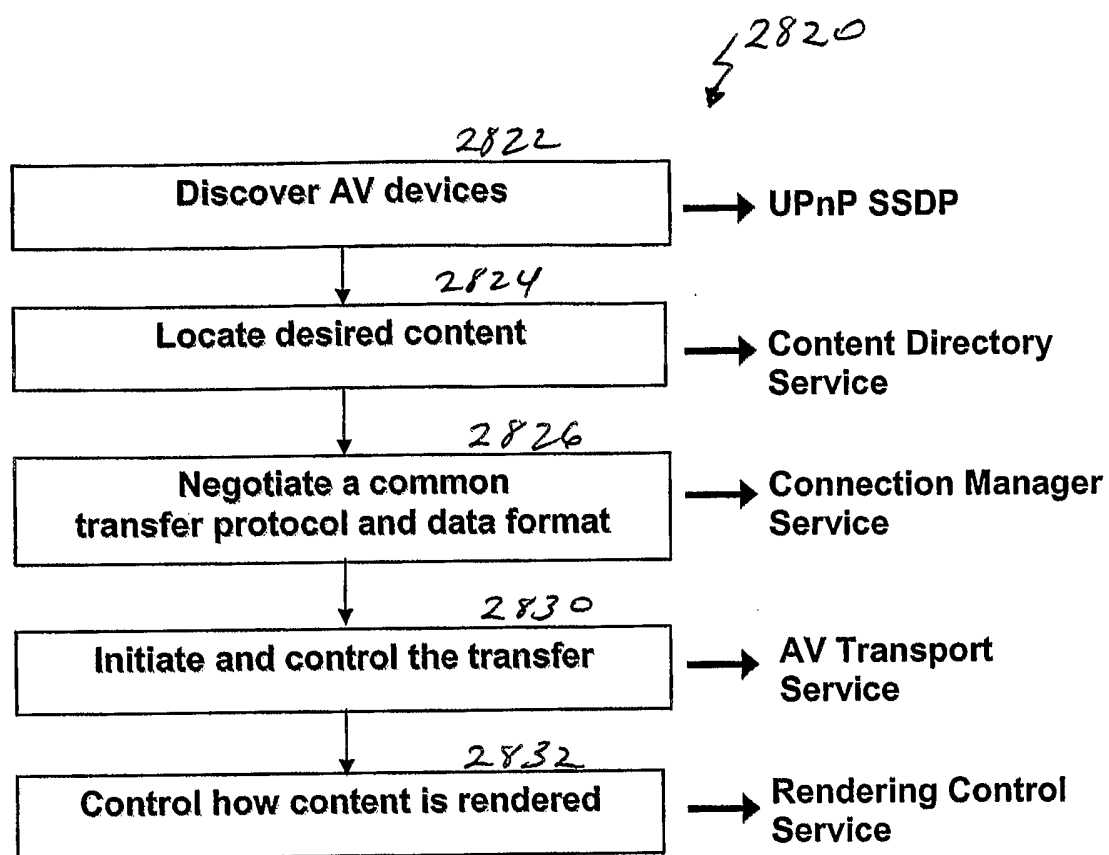 2820
2822
Discover AV devices
UPnP SSDP
2824
Locate desired content
Content Directory
Service
2826
Negotiate a common
transfer protocol and data format
Connection Manager
Service
2830
Initiate and control the transfer
AV Transport
Service
2832
Control how content is rendered
Rendering Control
Service